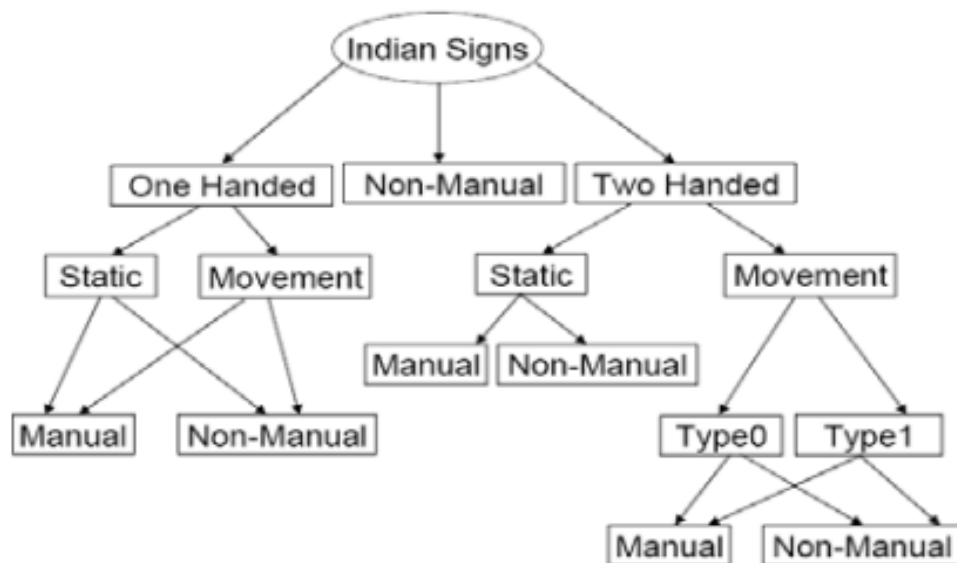 Indian Signs
One Handed
Non-Manual
Two Handed
Static
Movement
Static
Movement
Manual
Non-Manual
Manual
Non-Manual
Type0
Type1
Manual
Non-Manual